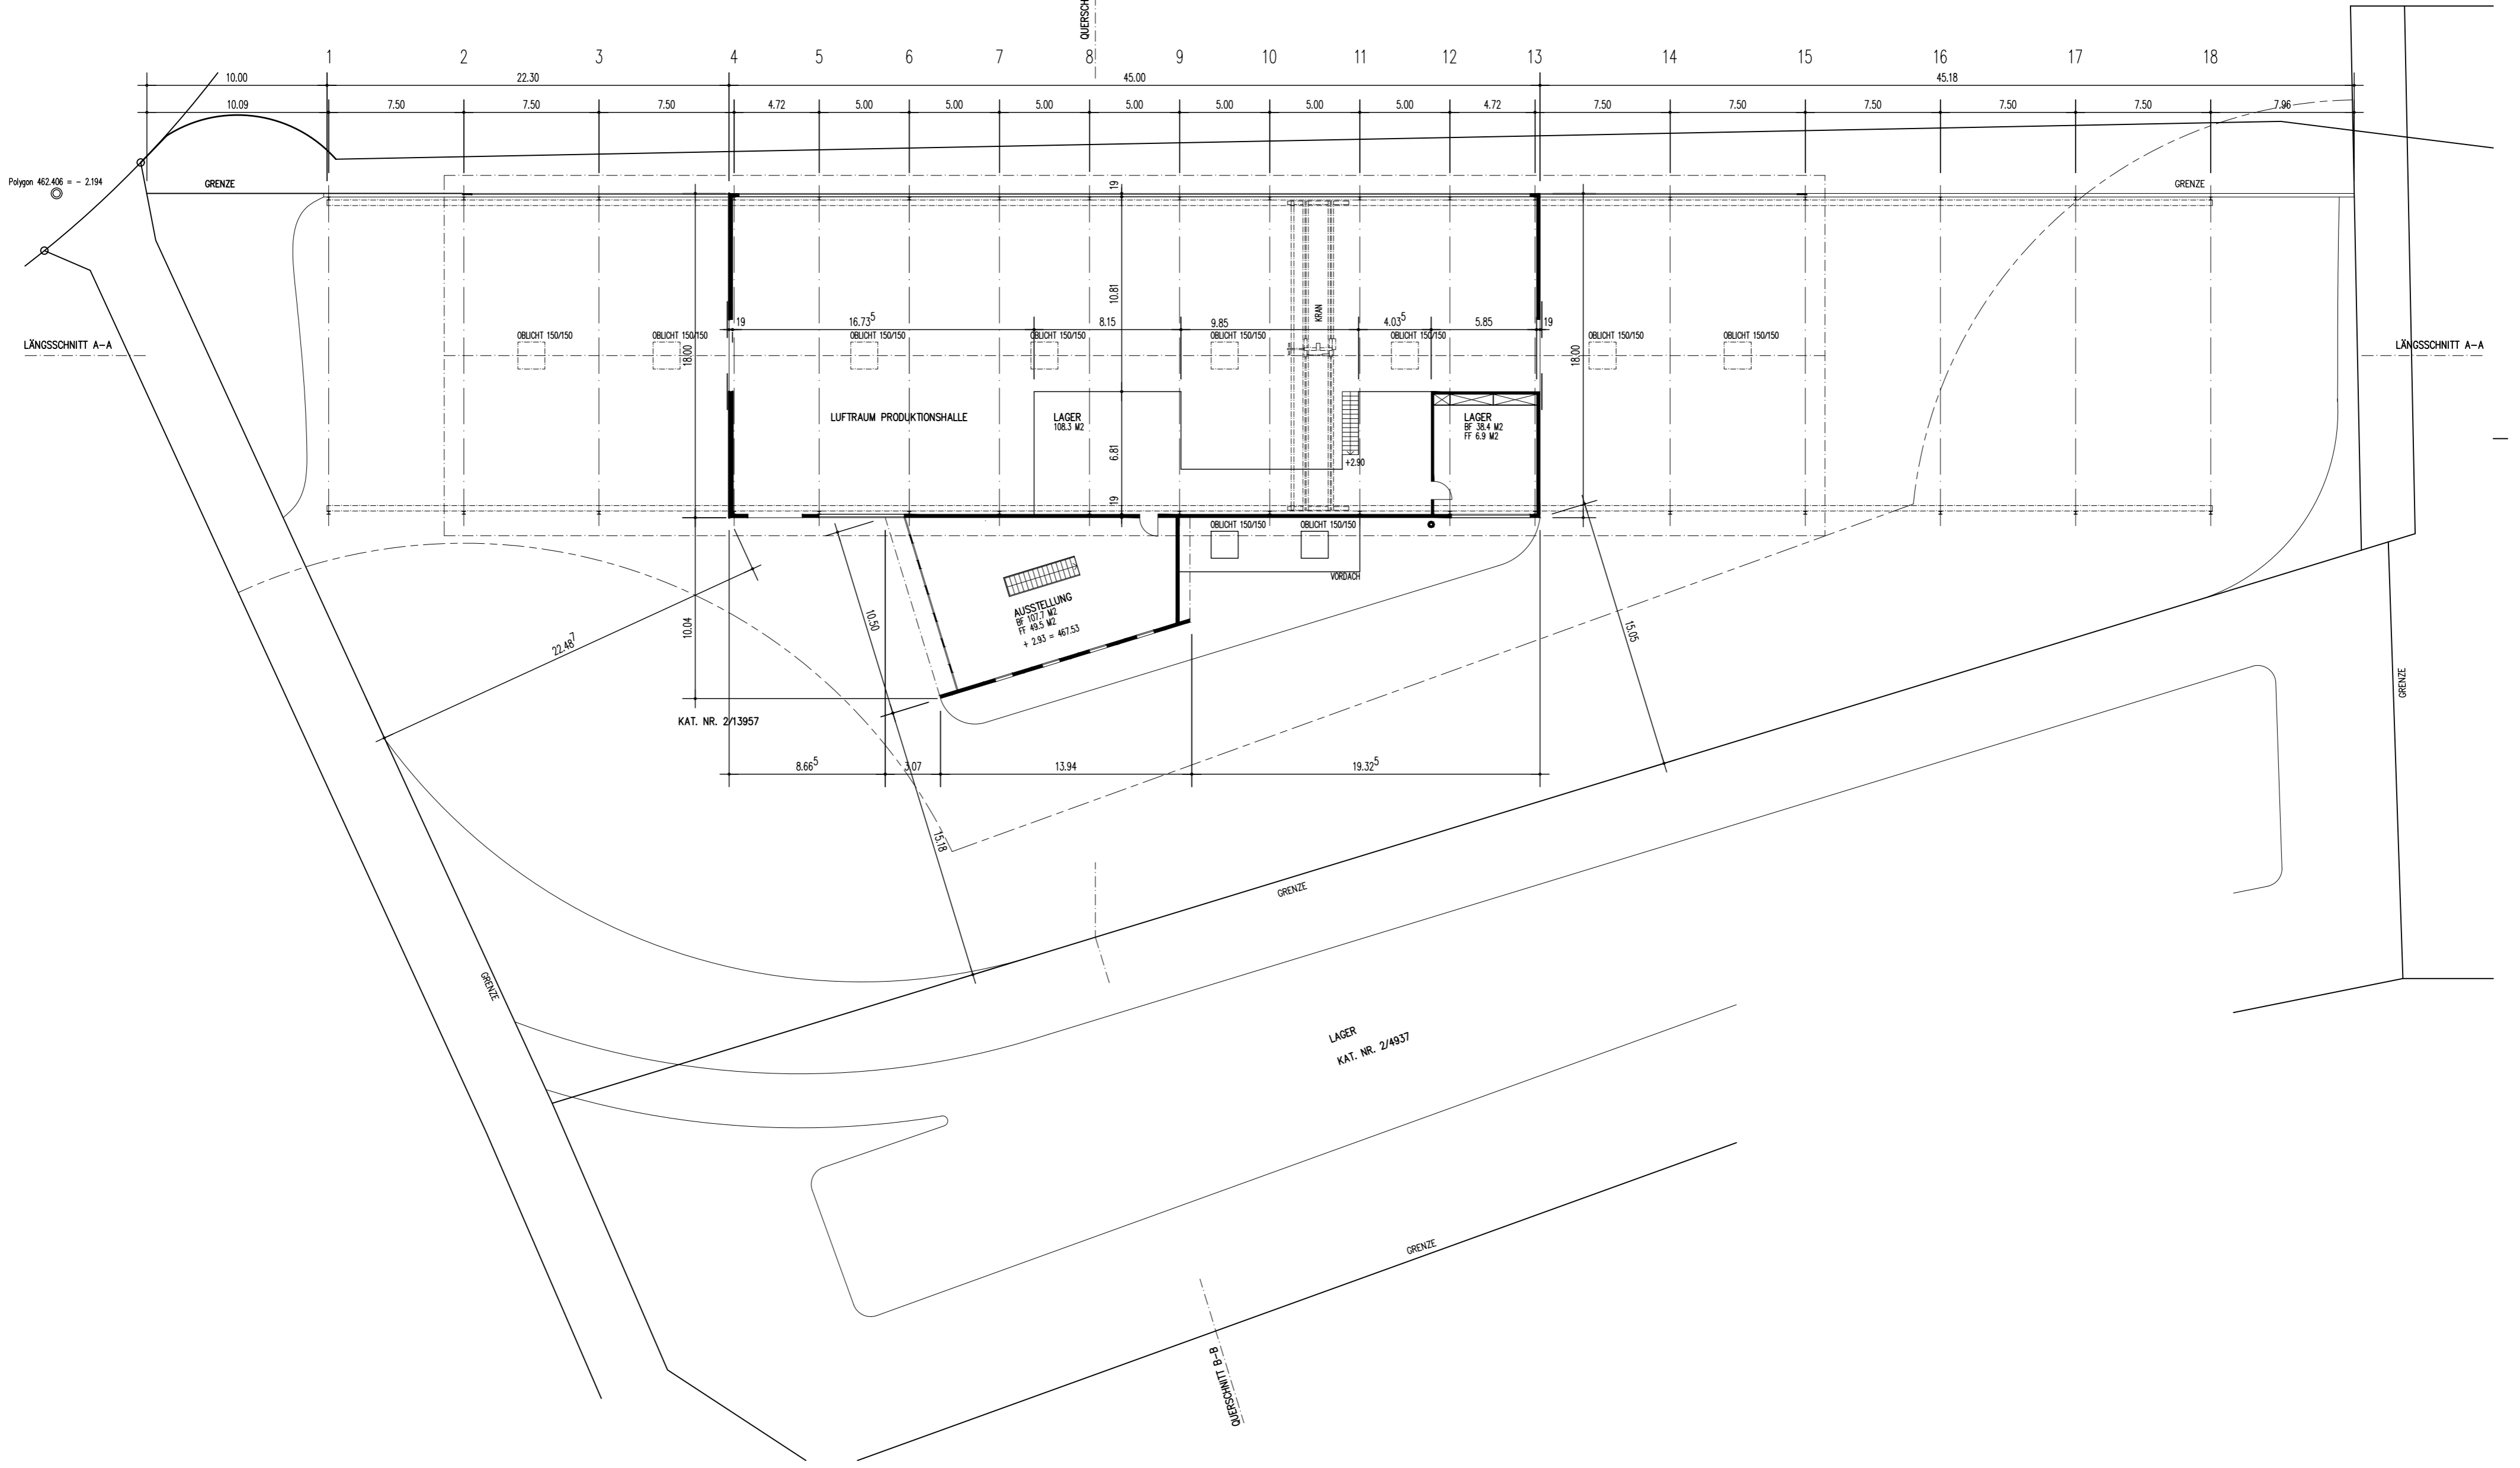 QUERSCH
1 2 3 4 5 6 7 8 9 10 11 12 13 14 15 16 17 18
10.00 22.30 45.00 45.18
10.09 7.50 7.50 7.50 4.72 5.00 5.00 5.00 5.00 5.00 5.00 5.00 4.72 7.50 7.50 7.50 7.50 7.50 7.96
Polygon 462.406 = - 2.194
GRENZE
19
GRENZE
10.81
KRAN
19 16.73⁵ 8.15 9.85 4.03⁵ 5.85 19
OBLICHT 150/150 OBLICHT 150/150 OBLICHT 150/150 OBLICHT 150/150 OBLICHT 150/150 OBLICHT 150/150 OBLICHT 150/150 OBLICHT 150/150
LÄNGSSCHNITT A-A
18.00
18.00
LÄNGSSCHNITT A-A
LUFTRAUM PRODUKTIONSHALLE
LAGER
108.3 M2
LAGER
BF 38.4 M2
FF 6.9 M2
6.81
+2.90
19
OBLICHT 150/150 OBLICHT 150/150
VORDACH
AUSSTELLUNG
BF 107.7 M2
FF 49.5 M2
+ 2.93 = 467.53
10.50
10.04
22.48⁷
15.05
GRENZE
KAT. NR. 2/13957
8.66⁵ 3.07 13.94 19.32⁵
15.18
GRENZE
GRENZE
LAGER
KAT. NR. 2/4937
GRENZE
QUERSCHNITT B-B